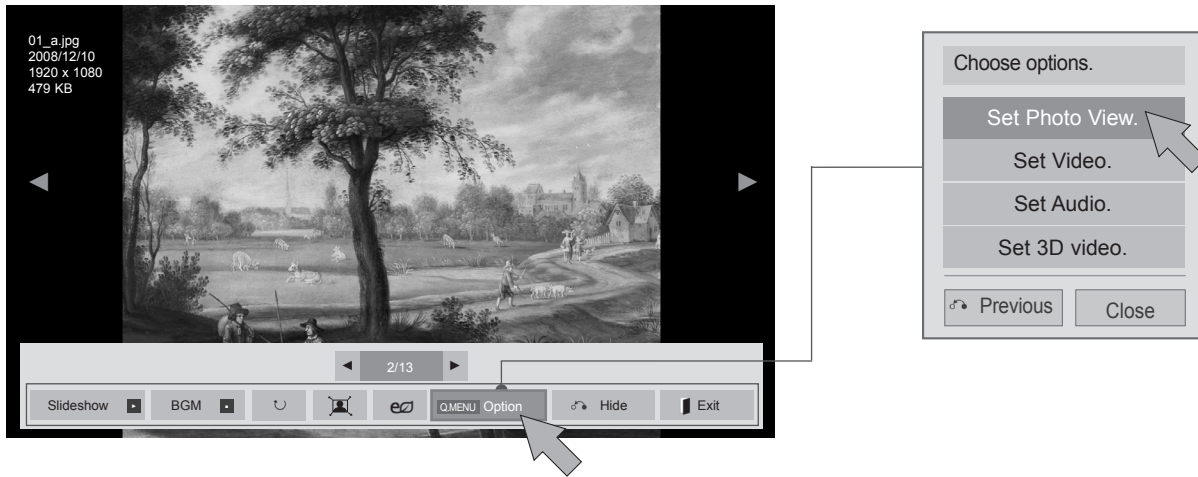 01_a.jpg
2008/12/10
1920 x 1080
479 KB
2/13
Slideshow BGM e Q.MENU Option Hide Exit
Choose options.
Set Photo View.
Set Video.
Set Audio.
Set 3D video.
Previous Close